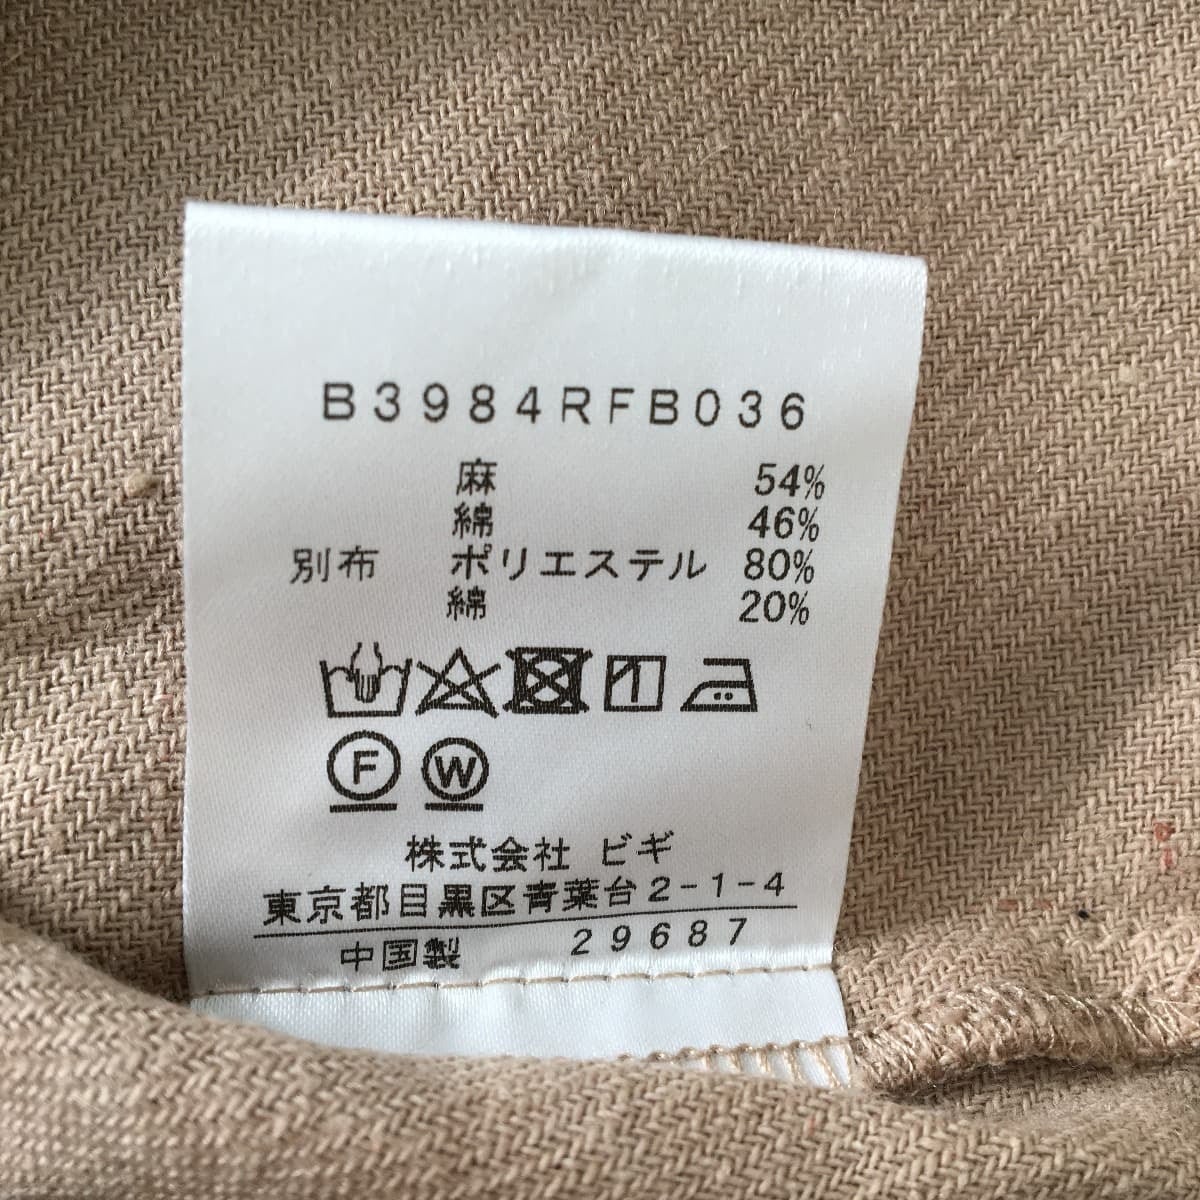 B3984RFB036
麻 54%
綿 46%
別布 ポリエステル 80%
綿 20%
F W
株式会社 ビギ
東京都目黒区青葉台2-1-4
中国製 29687